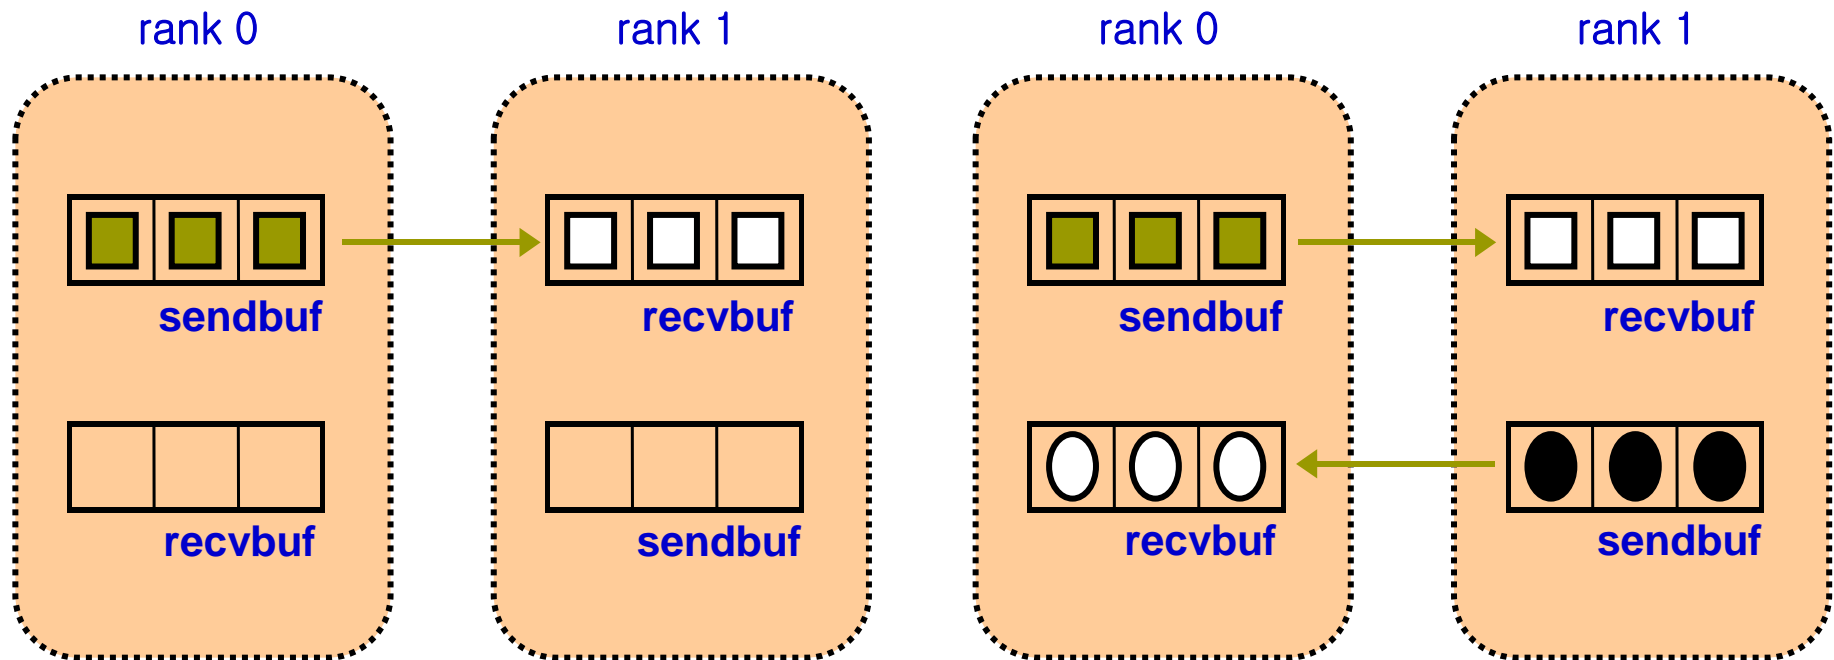 rank 0
rank 1
rank 0
rank 1
sendbuf
recvbuf
sendbuf
recvbuf
recvbuf
sendbuf
recvbuf
sendbuf